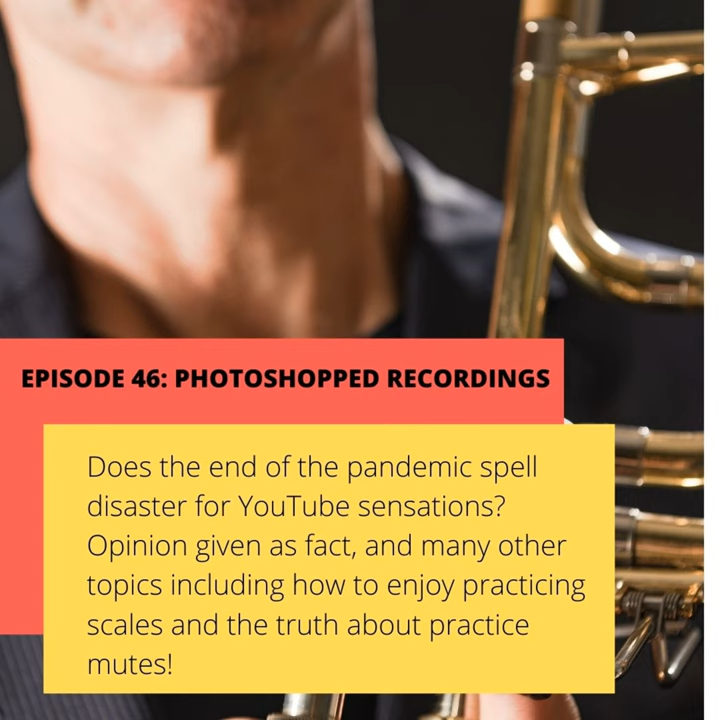 EPISODE 46: PHOTOSHOPPED RECORDINGS
Does the end of the pandemic spell
disaster for YouTube sensations?
Opinion given as fact, and many other
topics including how to enjoy practicing
scales and the truth about practice
mutes!